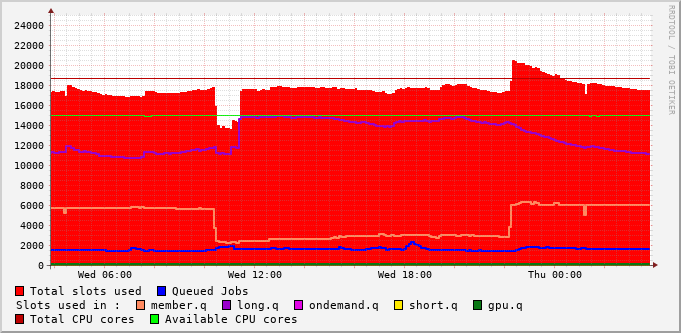 RRDTOOL / TOBI OETIKER
24000
22000
20000
18000
16000
14000
12000
10000
8000
6000
4000
2000
0
Wed 06:00 Wed 12:00 Wed 18:00 Thu 00:00
Total slots used Queued Jobs
Slots used in : member.q long.q ondemand.q short.q gpu.q
Total CPU cores Available CPU cores